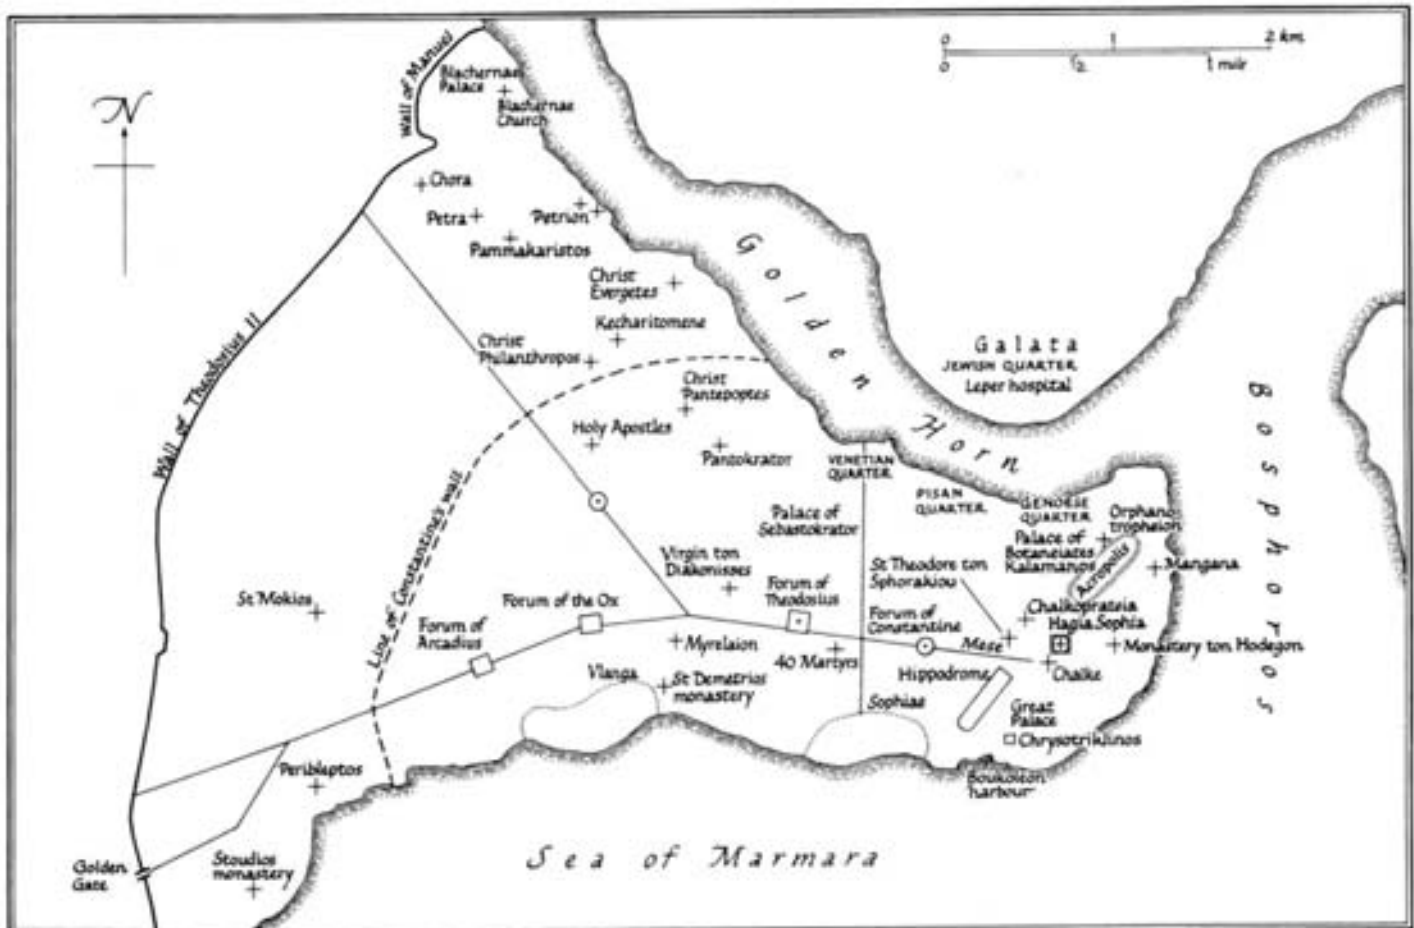 N
0 1 2 km
0 ½ 1 mile
Wall of Manuel
Blachernae
Palace
Blachernae
Church
Chora
Petra
Petrion
Pammakaristos
Golden Horn
Christ
Evergetes
Kecharitomene
Christ
Philanthropos
Galata
JEWISH QUARTER
Leper hospital
Wall of Theodosius II
Christ
Pantepoptes
Bosphoros
Holy Apostles
Pantokrator
VENETIAN
QUARTER
PISAN
QUARTER
GENOESE
QUARTER
Line of Constantine's wall
Palace of
Sebastokrator
Orphano
tropheion
Palace of
Botaneiates
Kalamanos
Acropolis
Mangana
Virgin ton
Diakonisses
St Theodore ton
Sphorakiou
St Mokios
Forum of the Ox
Forum of
Theodosius
Forum of
Constantine
Chalkoprateia
Hagia Sophia
Forum of
Arcadius
Myrelaion
40 Martyrs
Mese
Monastery ton Hodegon
Vlanga
St Demetrios
monastery
Hippodrome
Chalke
Sophiae
Great
Palace
Chrysotriklinos
Peribleptos
Boukoleon
harbour
Golden
Gate
Stoudios
monastery
Sea of Marmara